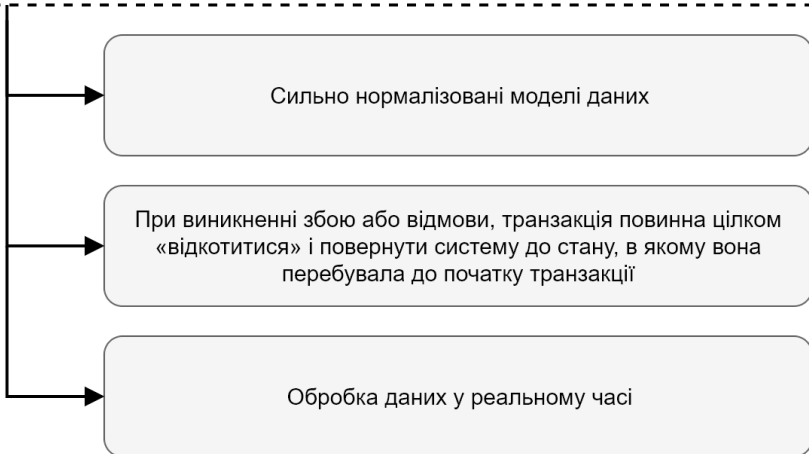 Сильно нормалізовані моделі даних
При виникненні збою або відмови, транзакція повинна цілком
«відкотитися» і повернути систему до стану, в якому вона
перебувала до початку транзакції
Обробка даних у реальному часі